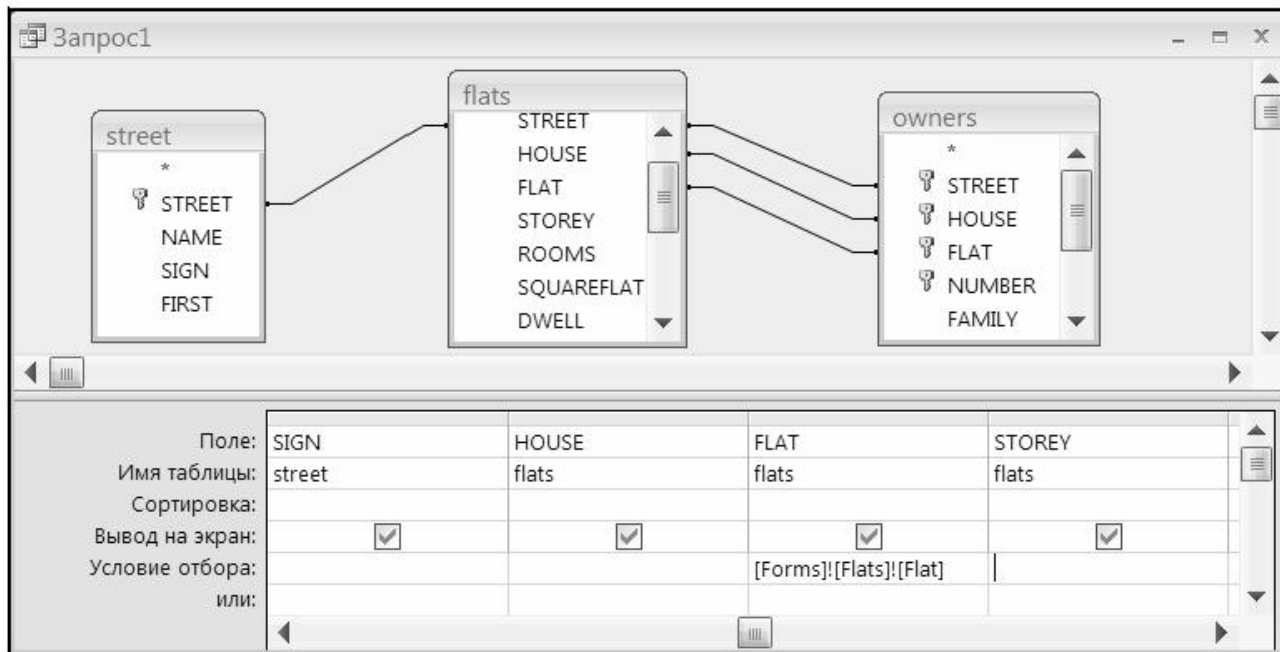 Запрос1
street
*
STREET
NAME
SIGN
FIRST
flats
STREET
HOUSE
FLAT
STOREY
ROOMS
SQUAREFLAT
DWELL
owners
*
STREET
HOUSE
FLAT
NUMBER
FAMILY
Поле: SIGN HOUSE FLAT STOREY
Имя таблицы: street flats flats flats
Сортировка:
Вывод на экран:
Условие отбора: [Forms]![Flats]![Flat]
или: